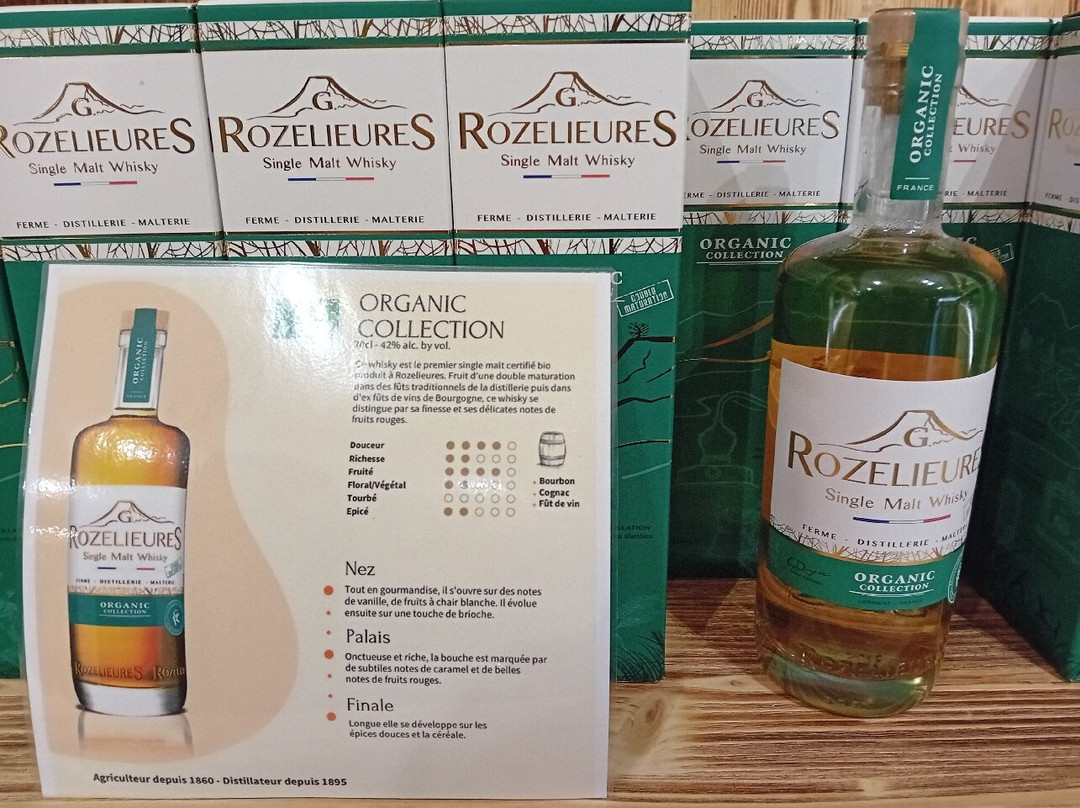 G
ROZELIEURES
Single Malt Whisky
FERME - DISTILLERIE - MALTERIE
G
ROZELIEURES
Single Malt Whisky
FERME - DISTILLERIE - MALTERIE
G
ROZELIEURES
Single Malt Whisky
FERME - DISTILLERIE - MALTERIE
DOUBLE
MATURATION
ROZELIEURES
Single Malt Whisky
FERME - DISTILLERIE - MALTERIE
ORGANIC
COLLECTION
ORGANIC
COLLECTION
FRANCE
G
ROZELIEURE
Single Malt Whisky
FERME - DISTILLERIE - MALTERIE
ORGANIC
COLLECTION
ORGANIC
COLLECTION
70cl - 42% alc. by vol.
Ce whisky est le premier single malt certifié bio
produit à Rozelieures. Fruit d'une double maturation
dans des fûts traditionnels de la distillerie puis dans
d'ex fûts de vins de Bourgogne, ce whisky se
distingue par sa finesse et ses délicates notes de
fruits rouges.
Douceur
Richesse
Fruité
Floral/Végétal
Tourbé
Epicé
Bourbon
Cognac
Fût de vin
Nez
Tout en gourmandise, il s'ouvre sur des notes
de vanille, de fruits à chair blanche. Il évolue
ensuite sur une touche de brioche.
Palais
Onctueuse et riche, la bouche est marquée par
de subtiles notes de caramel et de belles
notes de fruits rouges.
Finale
Longue elle se développe sur les
épices douces et la céréale.
ORGANIC
COLLECTION
G
ROZELIEURES
Single Malt Whisky
FERME - DISTILLERIE - MALTERIE
ORGANIC
COLLECTION
ROZELIEURES
Agriculteur depuis 1860 - Distillateur depuis 1895